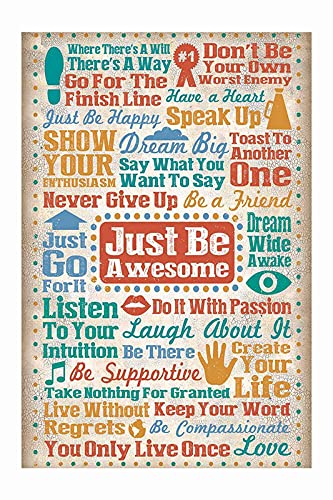 Where There's A Will
There's A Way
#1
Don't Be
Your Own
Worst Enemy
Go For The
Finish Line
Have a Heart
Just Be Happy
Speak Up
Show
Your
Enthusiasm
Dream Big
Toast To
Another
One
Say What You
Want To Say
Never Give Up
Be a Friend
Just
Go
For It
Just Be
Awesome
Dream
Wide
Awake
Listen
To Your
Intuition
Do It With Passion
Laugh About It
Be There
Create
Your
Life
Be Supportive
Take Nothing For Granted
Live Without
Regrets
Keep Your Word
Be Compassionate
You Only Live Once
Love